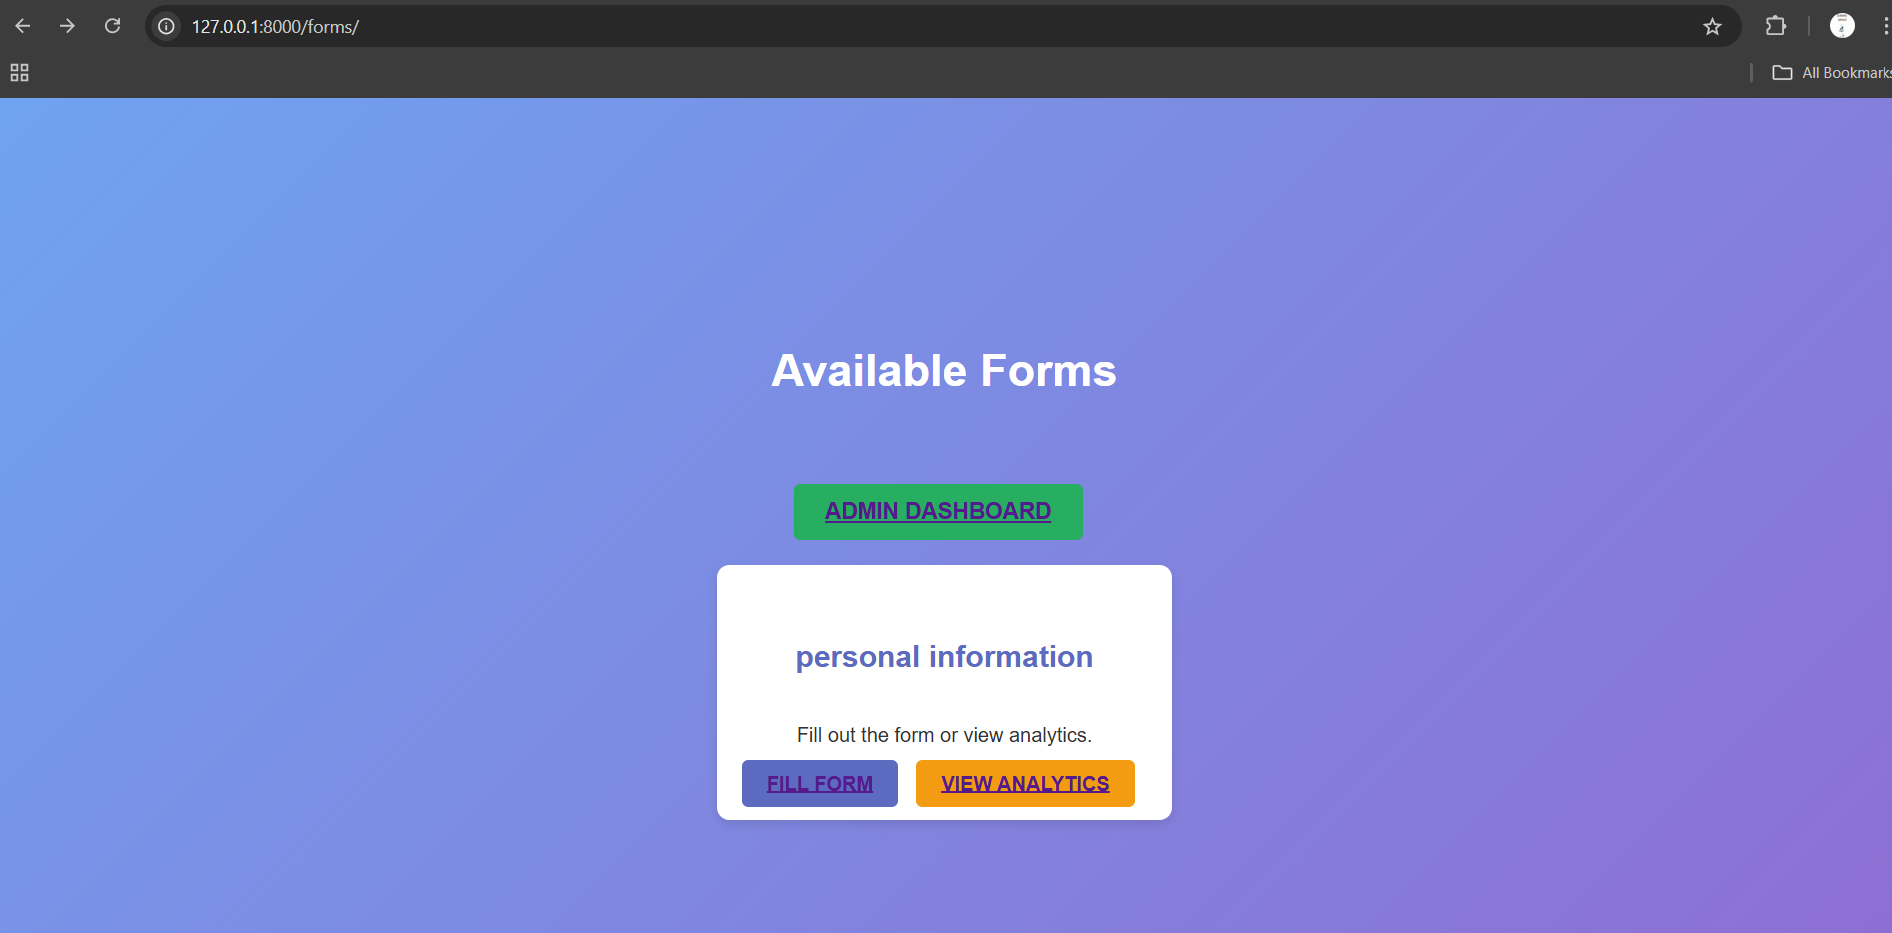 127.0.0.1:8000/forms/
All Bookmarks
Available Forms
ADMIN DASHBOARD
personal information
Fill out the form or view analytics.
FILL FORM
VIEW ANALYTICS